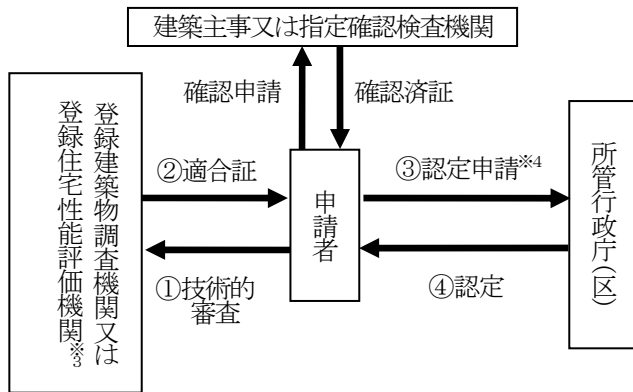 建築主事又は指定確認検査機関
確認申請
確認済証
登録建築物調査機関又は
登録住宅性能評価機関※3
②適合証
①技術的
審査
申請者
③認定申請※4
④認定
所管行政庁(区)